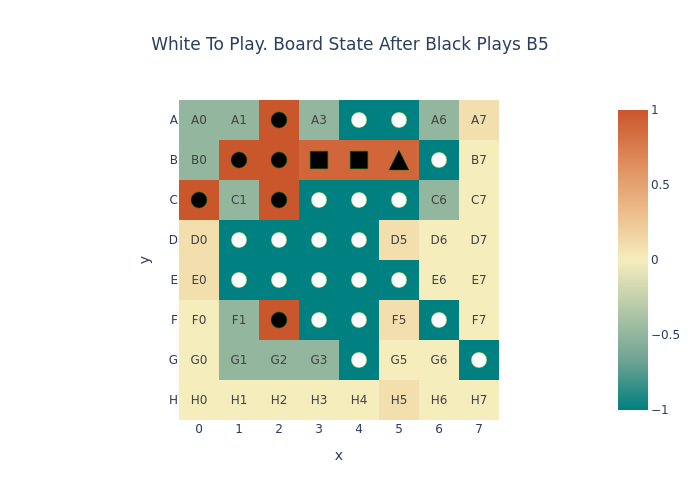 White To Play. Board State After Black Plays B5
A A0 A1 A3 A6 A7
B B0 B7
C C1 C6 C7
D D0 D5 D6 D7
E E0 E6 E7
F F0 F1 F5 F7
G G0 G1 G2 G3 G5 G6
H H0 H1 H2 H3 H4 H5 H6 H7
0 1 2 3 4 5 6 7
x
y
1
0.5
0
−0.5
−1